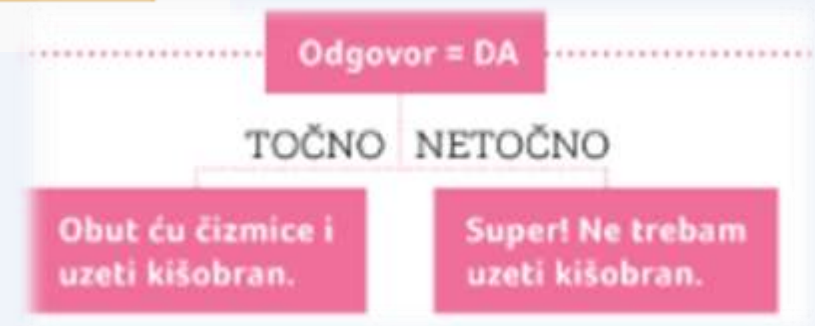 Odgovor = DA
TOČNO NETOČNO
Obut ću čizmice i
uzeti kišobran.
Super! Ne trebam
uzeti kišobran.